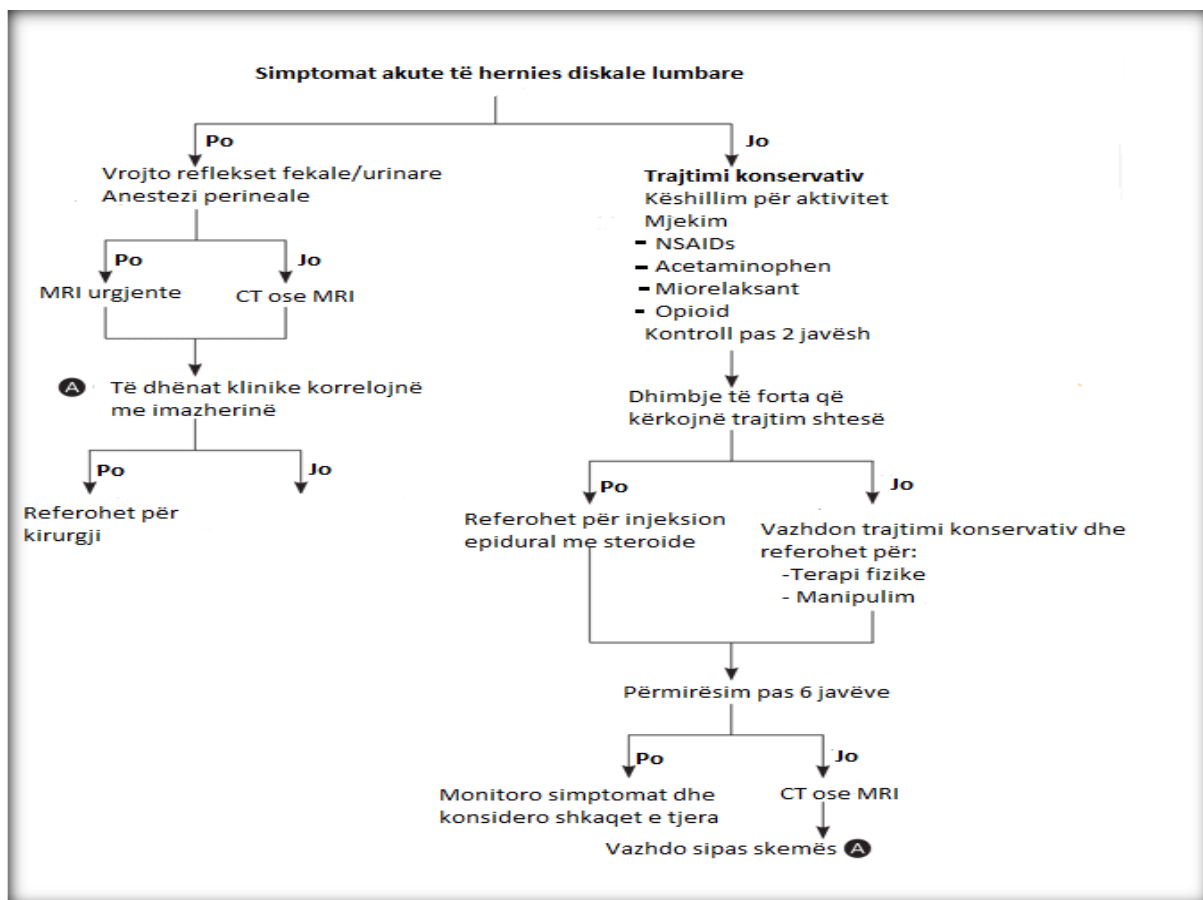 Simptomat akute të hernies diskale lumbare
Po
Jo
Vrojto reflekset fekale/urinare
Anestezi perineale
Po
Jo
MRI urgjente
CT ose MRI
A Të dhënat klinike korrelojnë
me imazherinë
Po
Jo
Referohet për
kirurgji
Trajtimi konservativ
Këshillim për aktivitet
Mjekim
- NSAIDs
- Acetaminophen
- Miorelaksant
- Opioid
Kontroll pas 2 javësh
Dhimbje të forta që
kërkojnë trajtim shtesë
Po
Jo
Referohet për injeksion
epidural me steroide
Vazhdon trajtimi konservativ dhe
referohet për:
-Terapi fizike
- Manipulim
Përmirësim pas 6 javëve
Po
Jo
Monitoro simptomat dhe
konsidero shkaqet e tjera
CT ose MRI
Vazhdo sipas skemës A